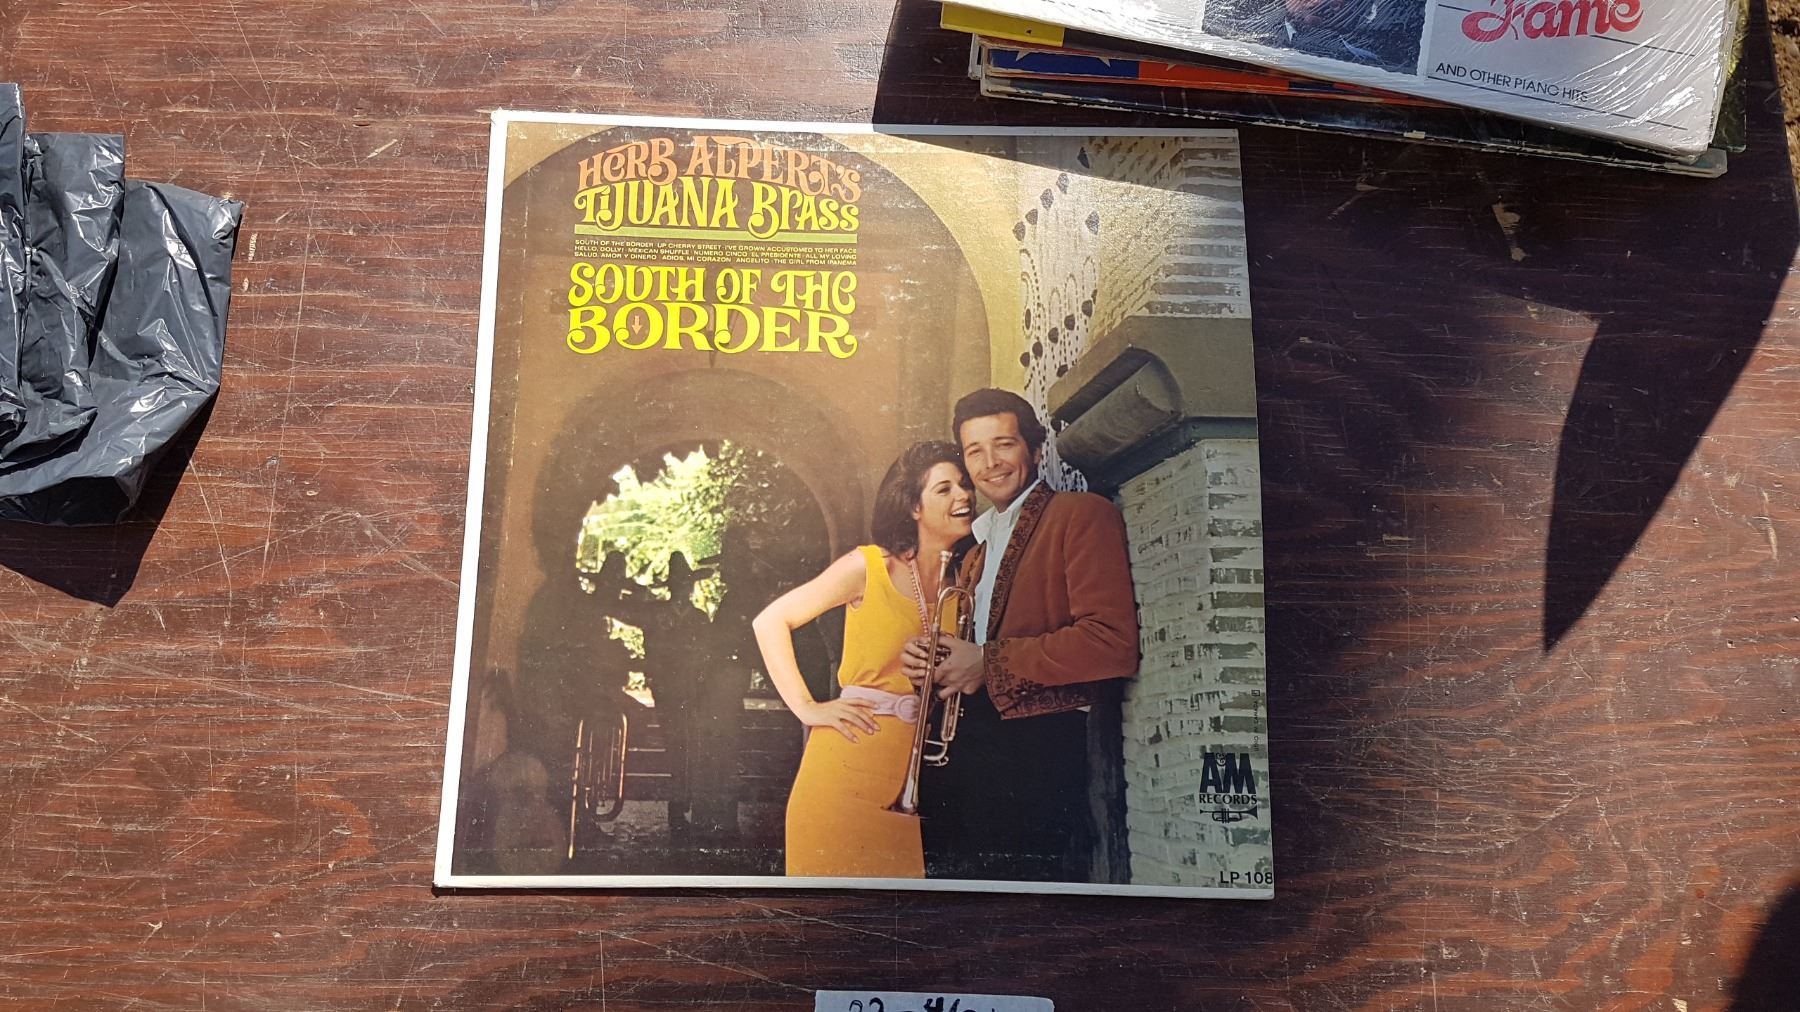 Fame
AND OTHER PIANO HITS
HERB ALPERT'S
TIJUANA BRASS
SOUTH OF THE BORDER · UP CHERRY STREET · I'VE GROWN ACCUSTOMED TO HER FACE
HELLO, DOLLY! · MEXICAN SHUFFLE · NUMERO CINCO · EL PRESIDENTE · ALL MY LOVING
SALUD, AMOR Y DINERO · ADIOS, MI CORAZON · ANGELITO · THE GIRL FROM IPANEMA
SOUTH OF THE
BORDER
A&M
RECORDS
LP 108